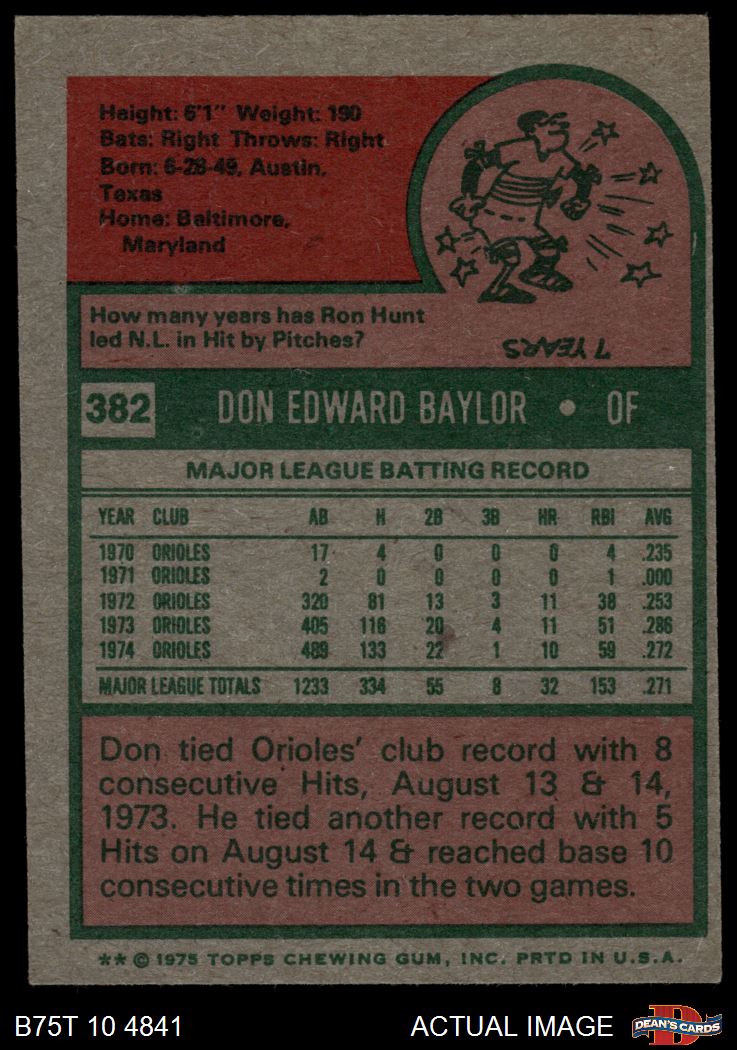 Height: 6'1" Weight: 190
Bats: Right Throws: Right
Born: 6-28-49, Austin,
Texas
Home: Baltimore,
Maryland
How many years has Ron Hunt
led N.L. in Hit by Pitches?
7 YEARS
382 DON EDWARD BAYLOR • OF
MAJOR LEAGUE BATTING RECORD
YEAR CLUB AB H 2B 3B HR RBI AVG
1970 ORIOLES 17 4 0 0 0 4 .235
1971 ORIOLES 2 0 0 0 0 1 .000
1972 ORIOLES 320 81 13 3 11 38 .253
1973 ORIOLES 405 116 20 4 11 51 .286
1974 ORIOLES 489 133 22 1 10 59 .272
MAJOR LEAGUE TOTALS 1233 334 55 8 32 153 .271
Don tied Orioles' club record with 8
consecutive Hits, August 13 & 14,
1973. He tied another record with 5
Hits on August 14 & reached base 10
consecutive times in the two games.
** © 1975 TOPPS CHEWING GUM, INC. PRTD IN U.S.A.
B75T 10 4841 ACTUAL IMAGE
D
DEAN'S CARDS